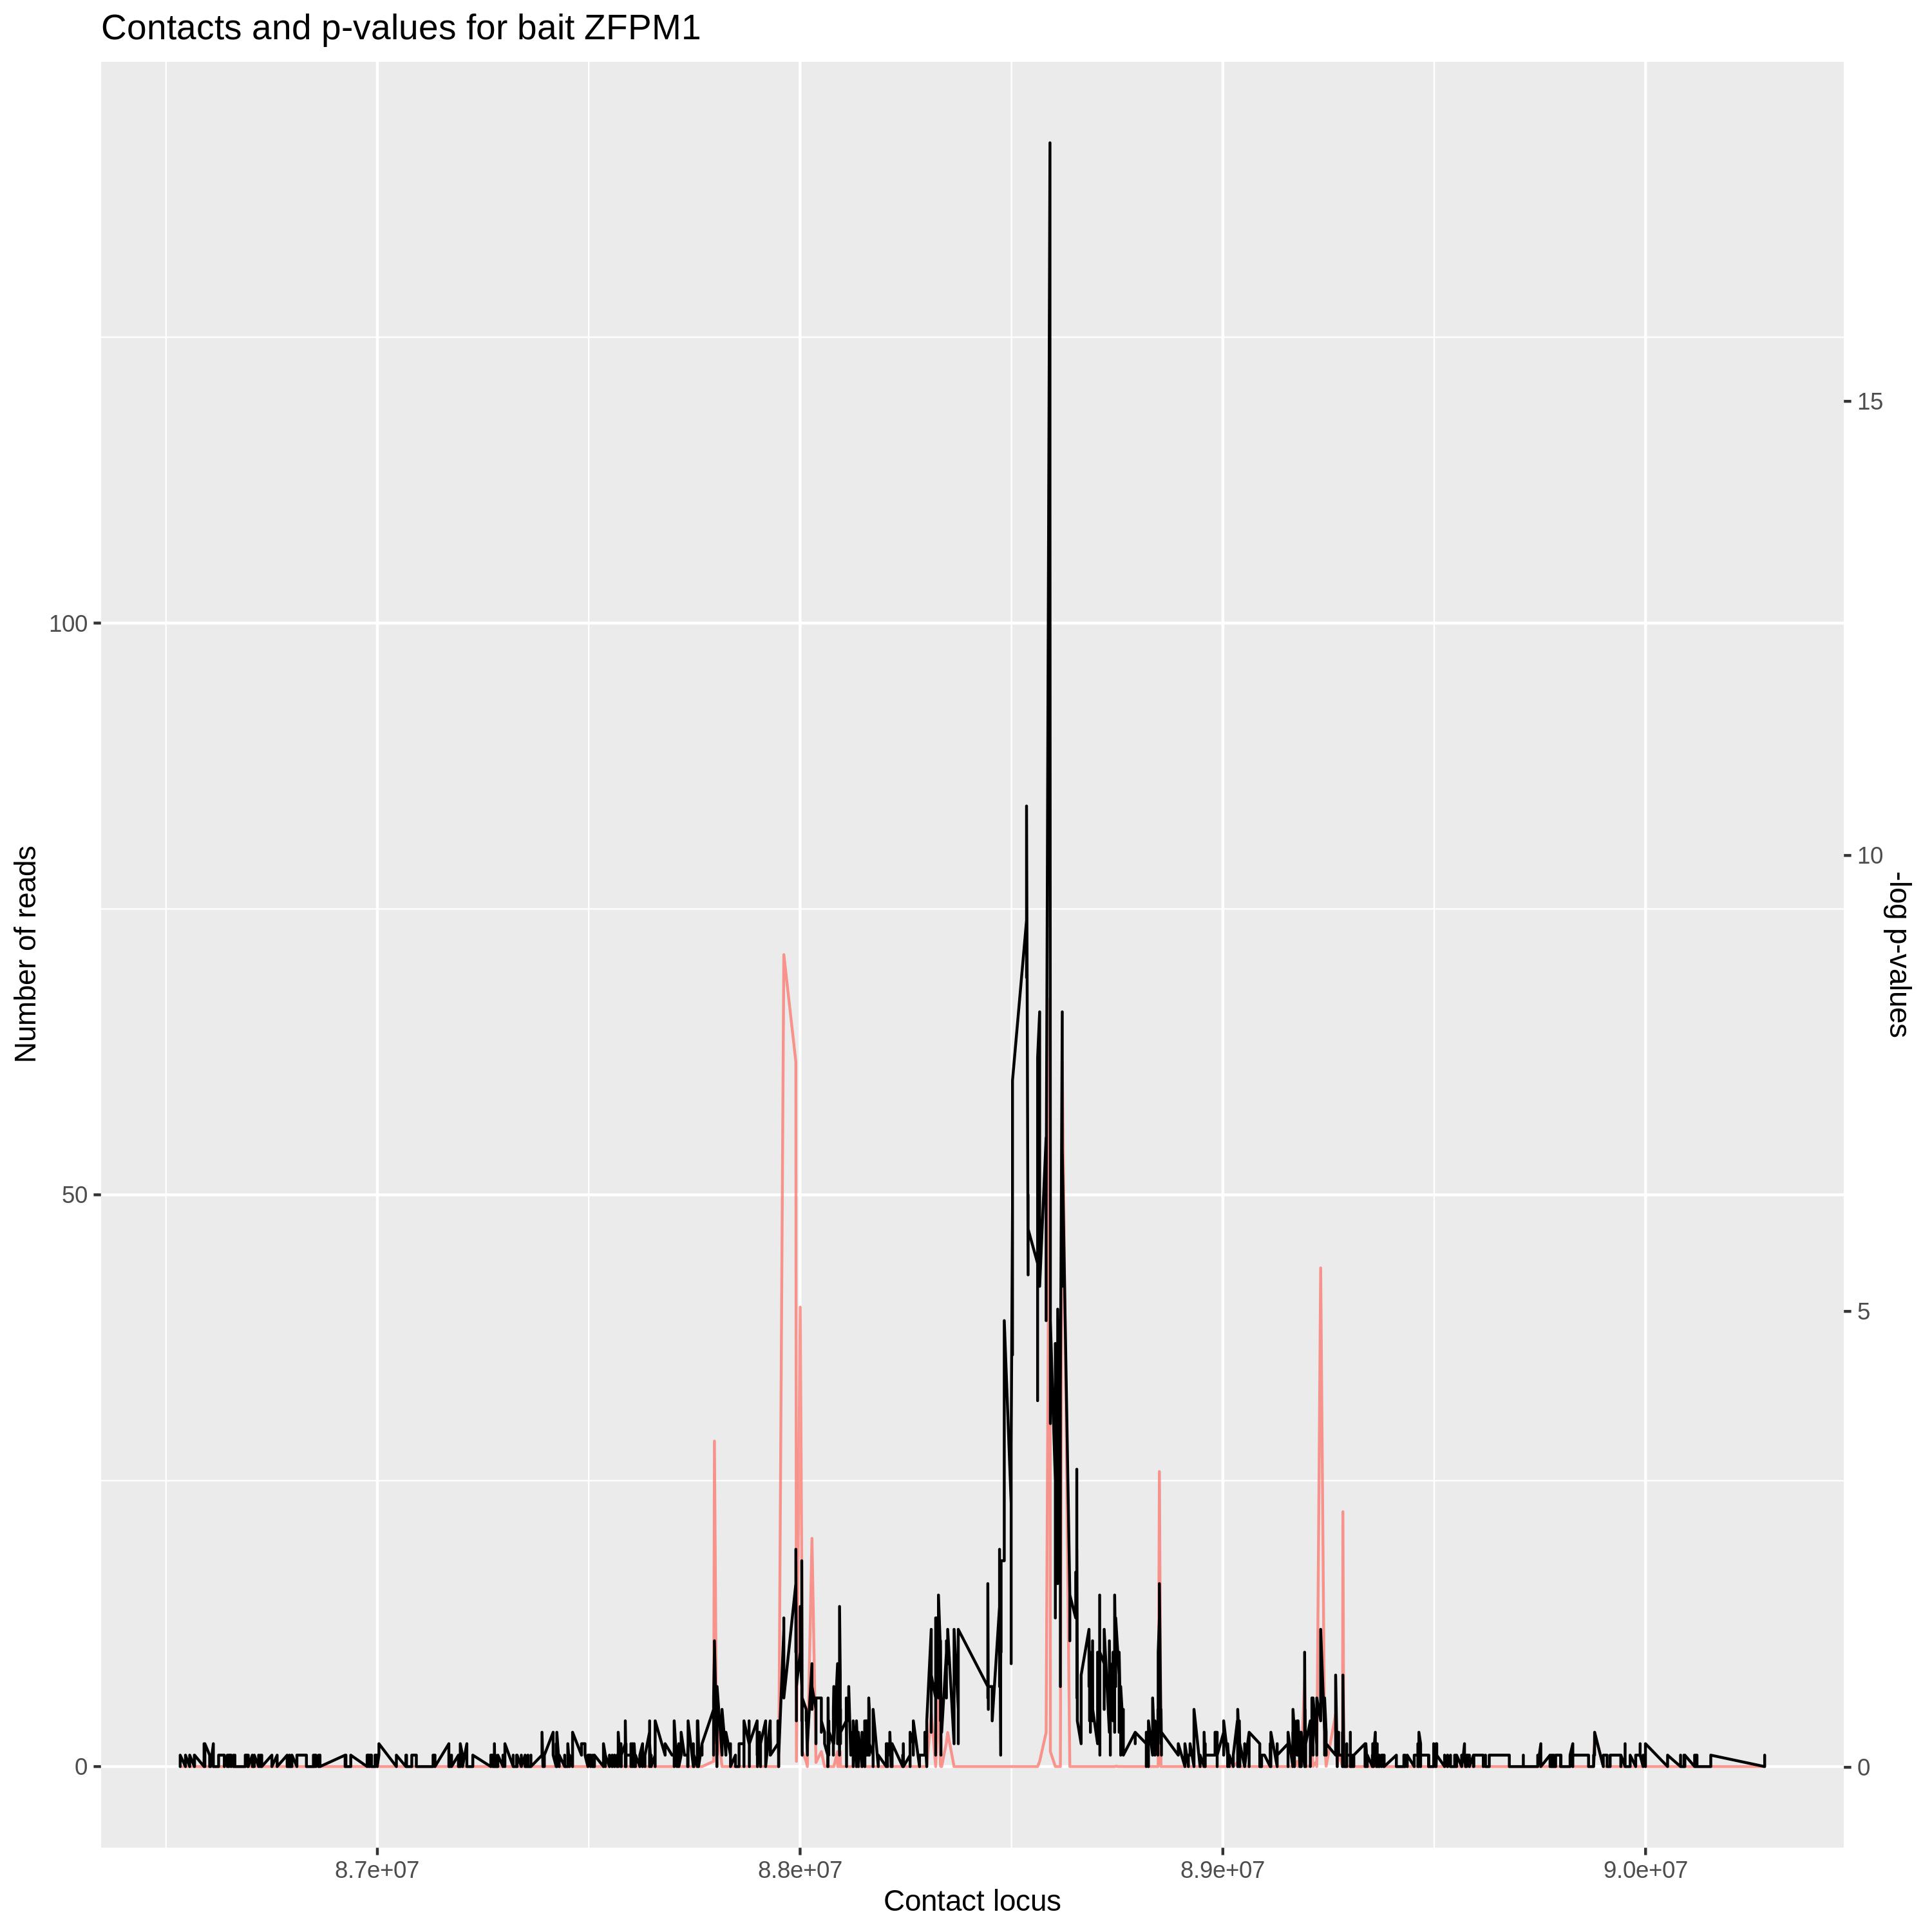 Contacts and p-values for bait ZFPM1
15
100
10
Number of reads
-log p-values
50
5
0
0
8.7e+07
8.8e+07
8.9e+07
9.0e+07
Contact locus